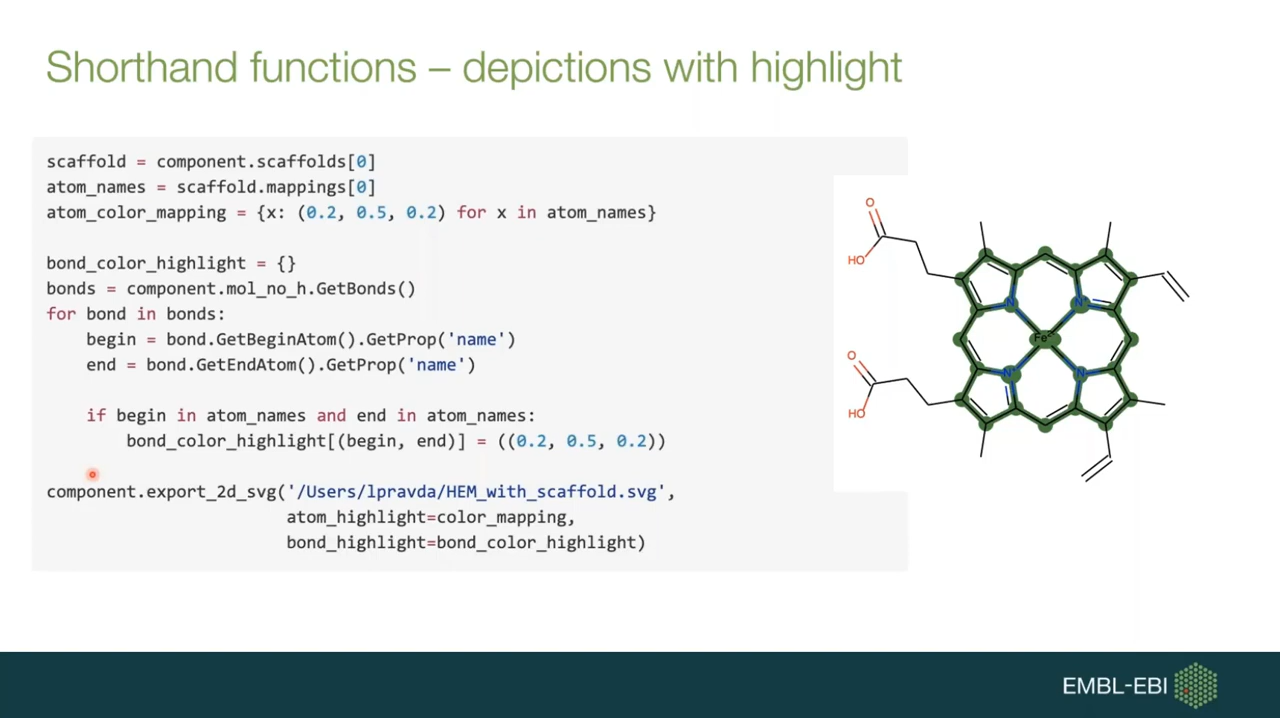 Shorthand functions – depictions with highlight
scaffold = component.scaffolds[0]
atom_names = scaffold.mappings[0]
atom_color_mapping = {x: (0.2, 0.5, 0.2) for x in atom_names}
bond_color_highlight = {}
bonds = component.mol_no_h.GetBonds()
for bond in bonds:
    begin = bond.GetBeginAtom().GetProp('name')
    end = bond.GetEndAtom().GetProp('name')
    if begin in atom_names and end in atom_names:
        bond_color_highlight[(begin, end)] = ((0.2, 0.5, 0.2))
component.export_2d_svg('/Users/lpravda/HEM_with_scaffold.svg',
                        atom_highlight=color_mapping,
                        bond_highlight=bond_color_highlight)
O
HO
N
N
Fe
O
N
N
HO
EMBL-EBI